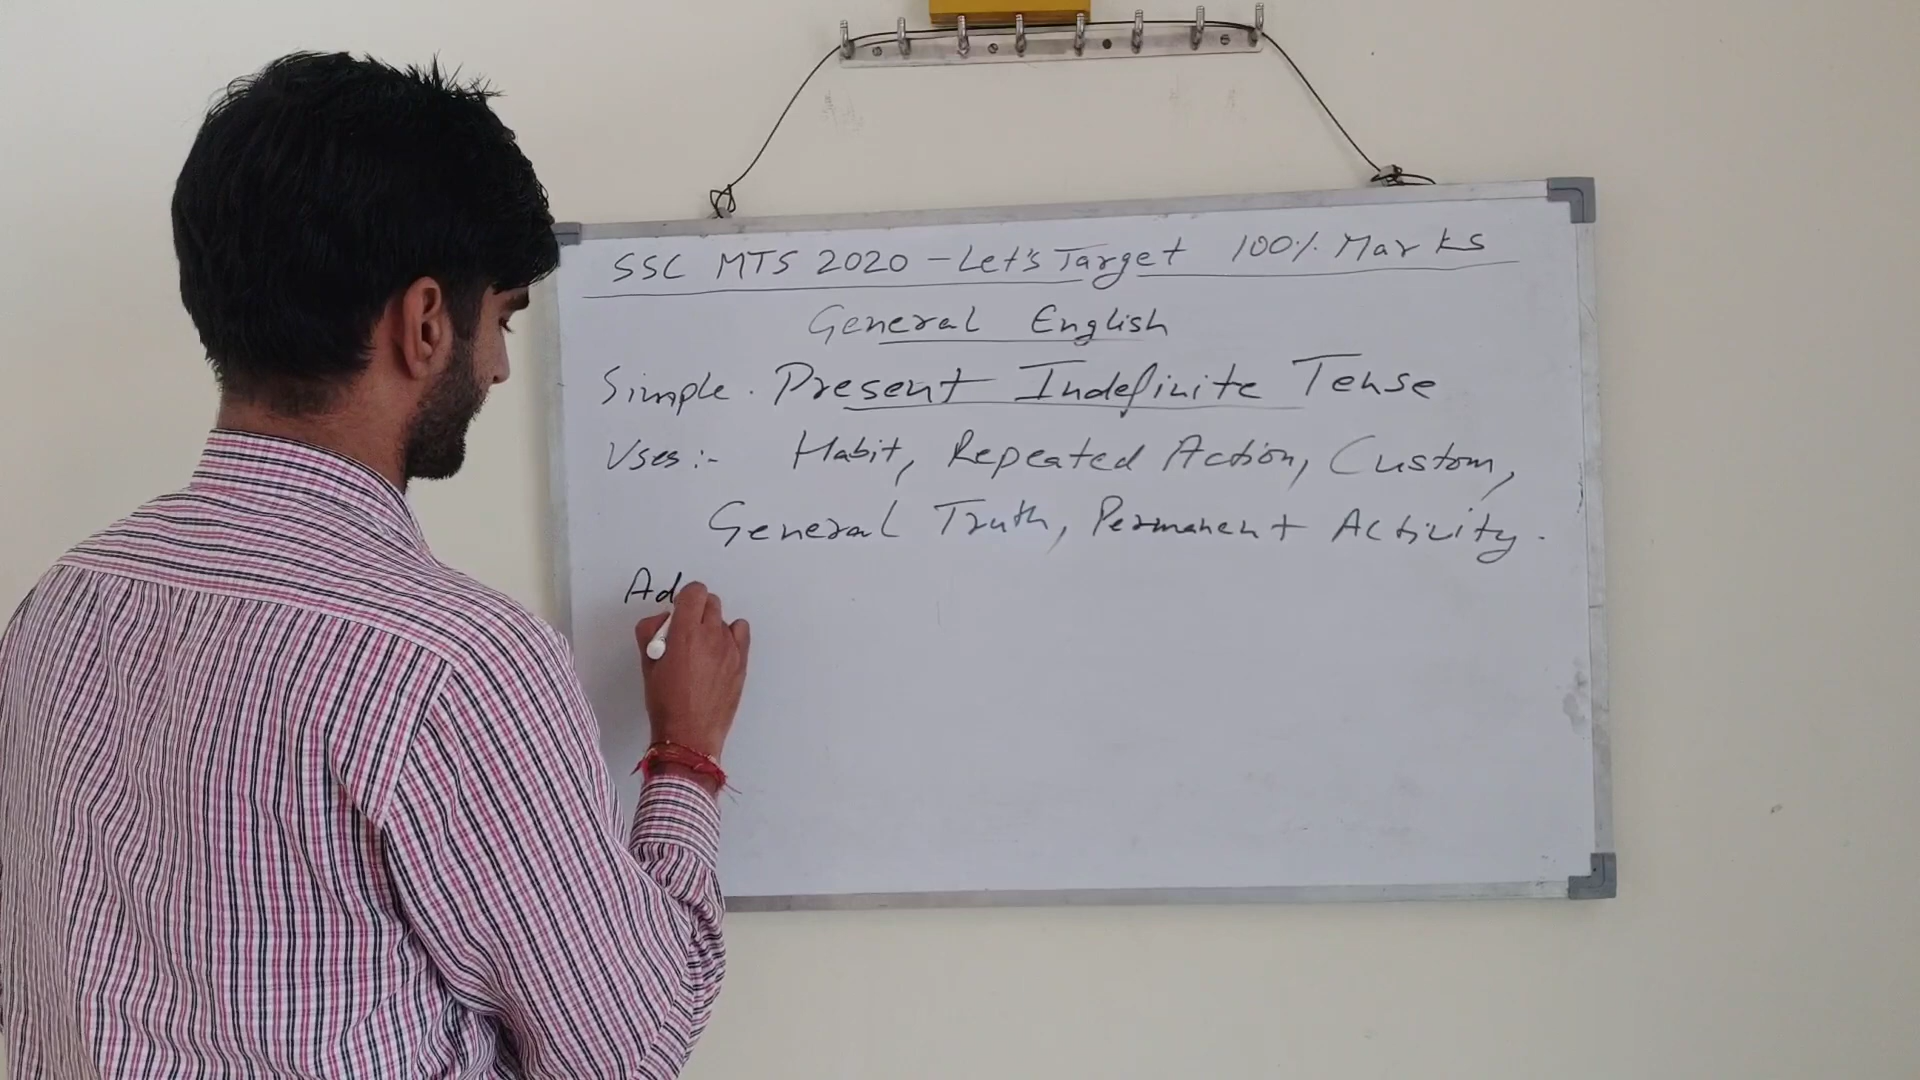 SSC MTS 2020 - Let's Target 100% Marks
General English
Simple. Present Indefinite Tense
Uses :- Habit, Repeated Action, Custom,
General Truth, Permanent Activity.
Ad